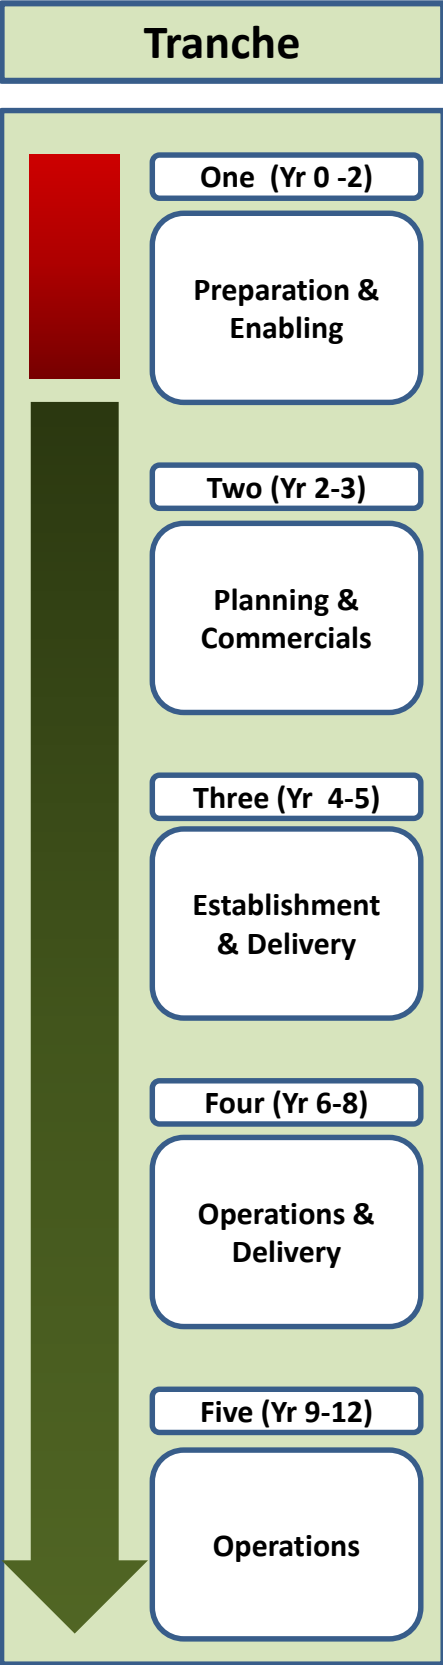 Tranche
One  (Yr 0 -2)
Preparation &
Enabling
Two (Yr 2-3)
Planning &
Commercials
Three (Yr  4-5)
Establishment
& Delivery
Four (Yr 6-8)
Operations &
Delivery
Five (Yr 9-12)
Operations